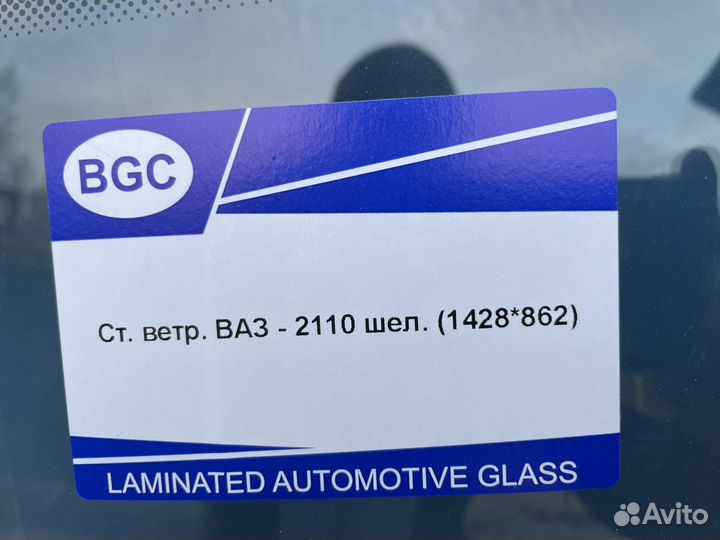 BGC
Ст. ветр. ВАЗ - 2110 шел. (1428*862)
LAMINATED AUTOMOTIVE GLASS
Avito